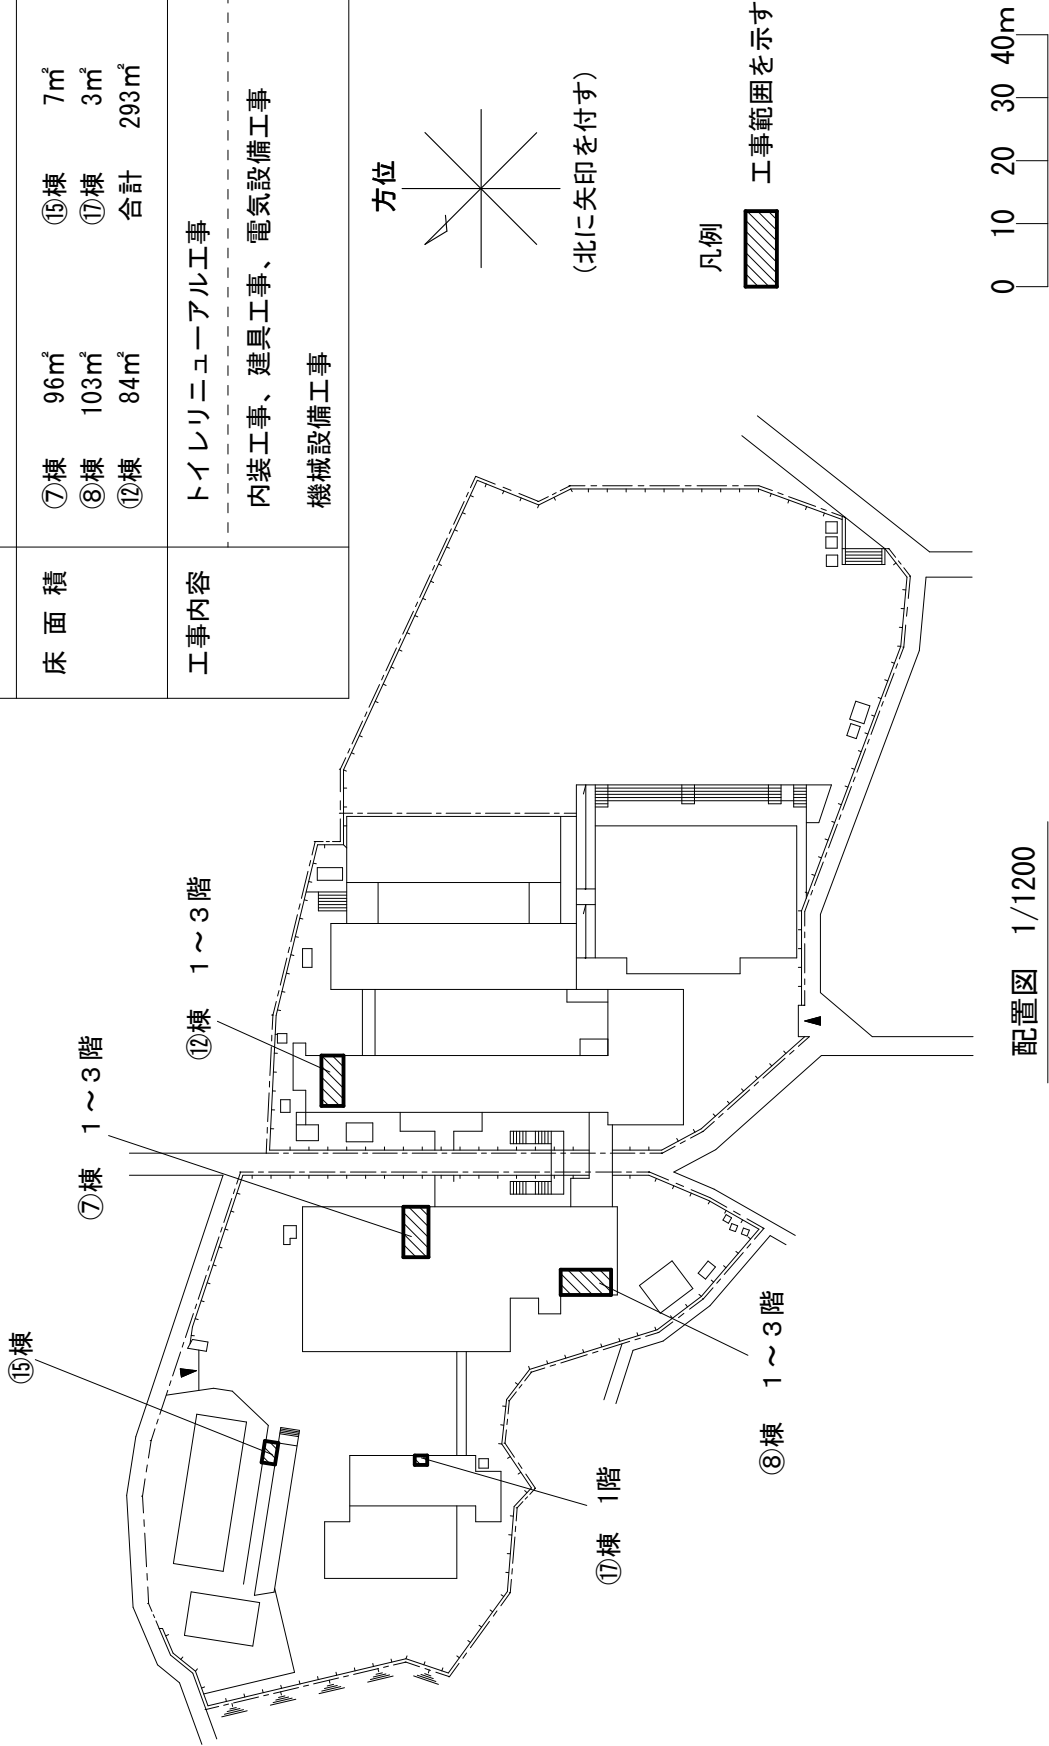 床 面 積
⑦棟 96㎡ ⑮棟 7㎡
⑧棟 103㎡ ⑰棟 3㎡
⑫棟 84㎡ 合計 293㎡
工事内容
トイレリニューアル工事
内装工事、建具工事、電気設備工事
機械設備工事
方位
(北に矢印を付す)
凡例
工事範囲を示す
0 10 20 30 40m
⑮棟
⑦棟 1～3階
⑫棟 1～3階
⑰棟 1階
⑧棟 1～3階
配置図 1/1200